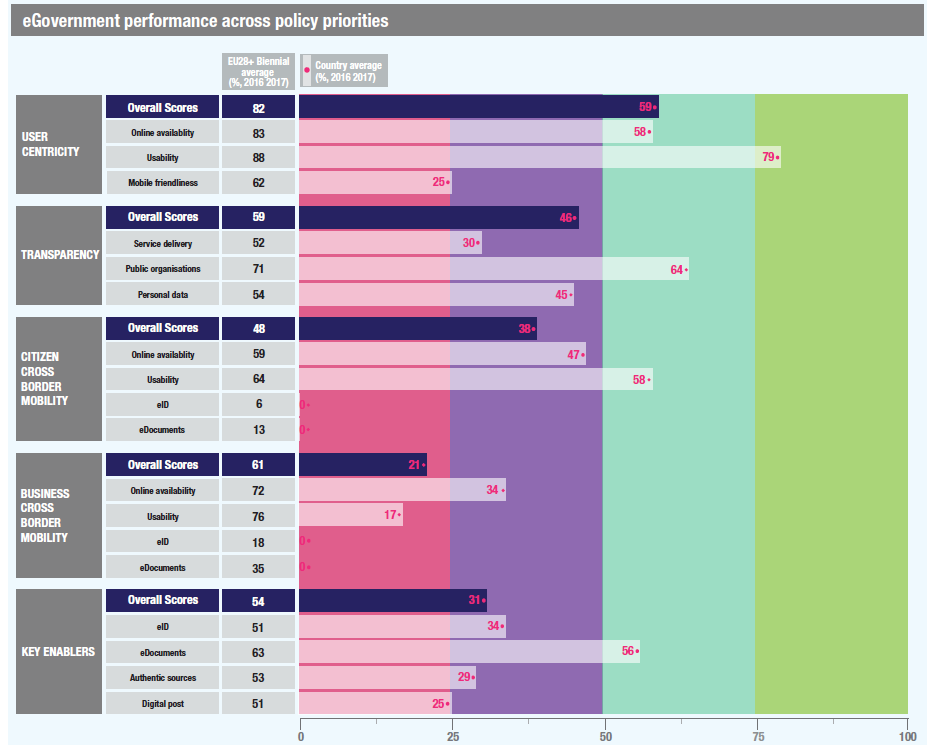 eGovernment performance across policy priorities
EU28+ Biennial
average
(%, 2016 2017)
Country average
(%, 2016 2017)
USER
CENTRICITY
Overall Scores 82 59
Online availablity 83 58
Usability 88 79
Mobile friendliness 62 25
TRANSPARENCY
Overall Scores 59 46
Service delivery 52 30
Public organisations 71 64
Personal data 54 45
CITIZEN
CROSS
BORDER
MOBILITY
Overall Scores 48 38
Online availablity 59 47
Usability 64 58
eID 6 0
eDocuments 13 0
BUSINESS
CROSS
BORDER
MOBILITY
Overall Scores 61 21
Online availability 72 34
Usability 76 17
eID 18 0
eDocuments 35 0
KEY ENABLERS
Overall Scores 54 31
eID 51 34
eDocuments 63 56
Authentic sources 53 29
Digital post 51 25
0 25 50 75 100